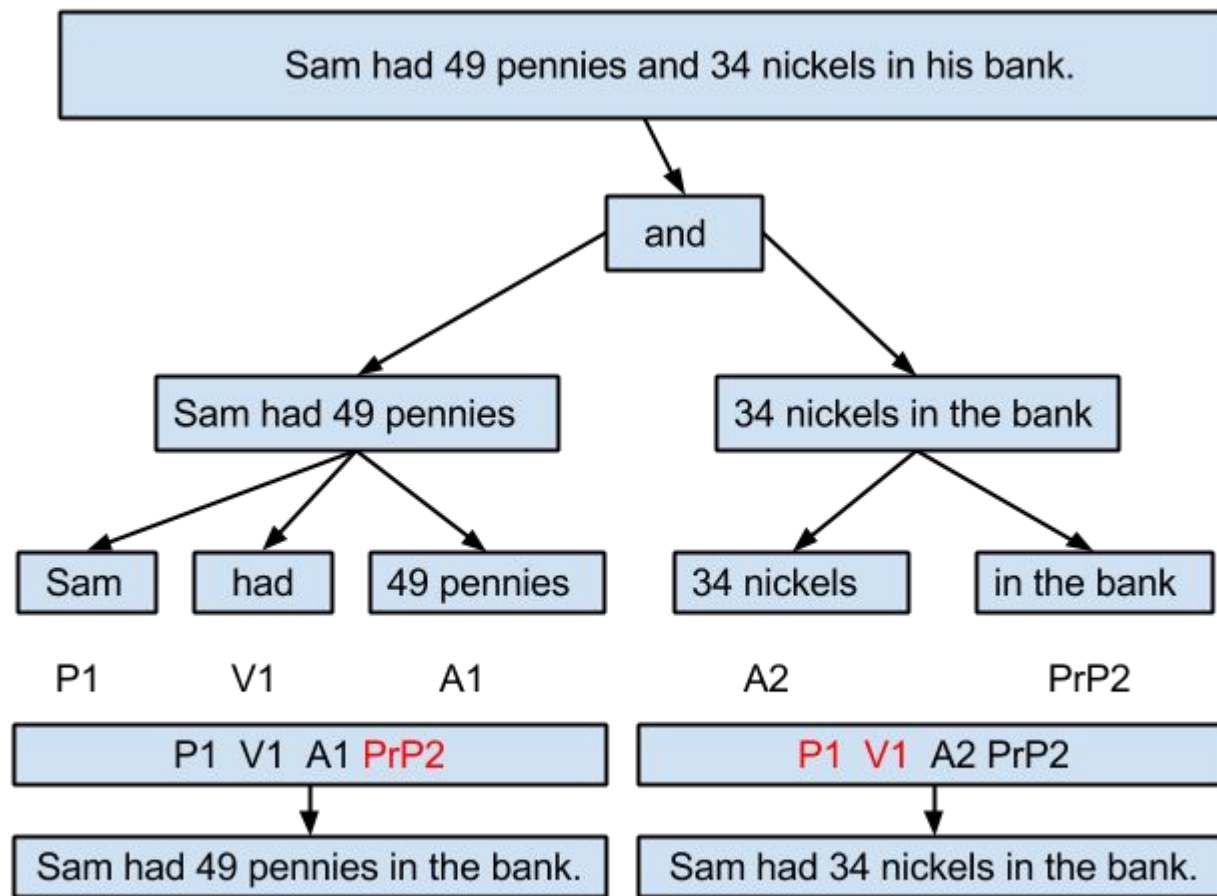 Sam had 49 pennies and 34 nickels in his bank.
and
Sam had 49 pennies
34 nickels in the bank
Sam
had
49 pennies
34 nickels
in the bank
P1
V1
A1
A2
PrP2
P1 V1 A1 PrP2
P1 V1 A2 PrP2
Sam had 49 pennies in the bank.
Sam had 34 nickels in the bank.